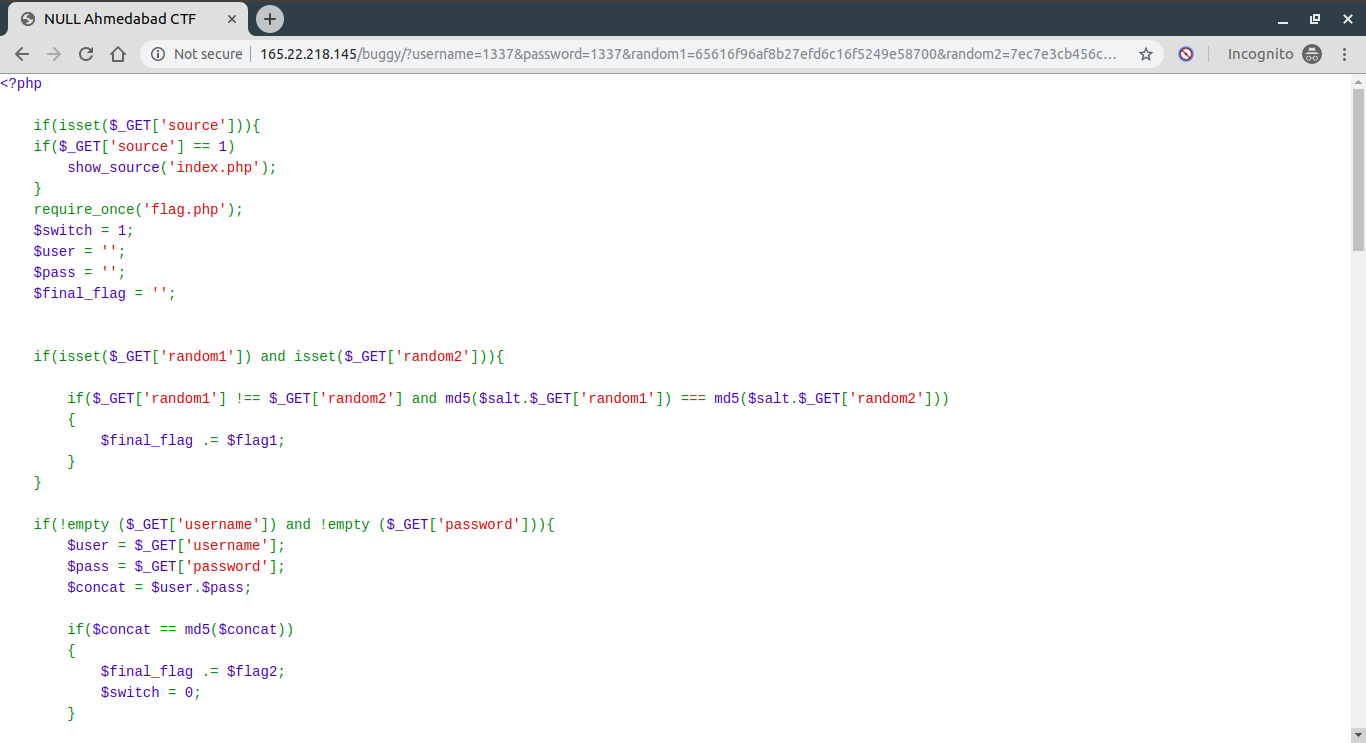 NULL Ahmedabad CTF
Not secure 165.22.218.145/buggy/?username=1337&password=1337&random1=65616f96af8b27efd6c16f5249e58700&random2=7ec7e3cb456c... Incognito
<?php
if(isset($_GET['source'])){
if($_GET['source'] == 1)
show_source('index.php');
}
require_once('flag.php');
$switch = 1;
$user = '';
$pass = '';
$final_flag = '';
if(isset($_GET['random1']) and isset($_GET['random2'])){
if($_GET['random1'] !== $_GET['random2'] and md5($salt.$_GET['random1']) === md5($salt.$_GET['random2']))
{
$final_flag .= $flag1;
}
}
if(!empty ($_GET['username']) and !empty ($_GET['password'])){
$user = $_GET['username'];
$pass = $_GET['password'];
$concat = $user.$pass;
if($concat == md5($concat))
{
$final_flag .= $flag2;
$switch = 0;
}